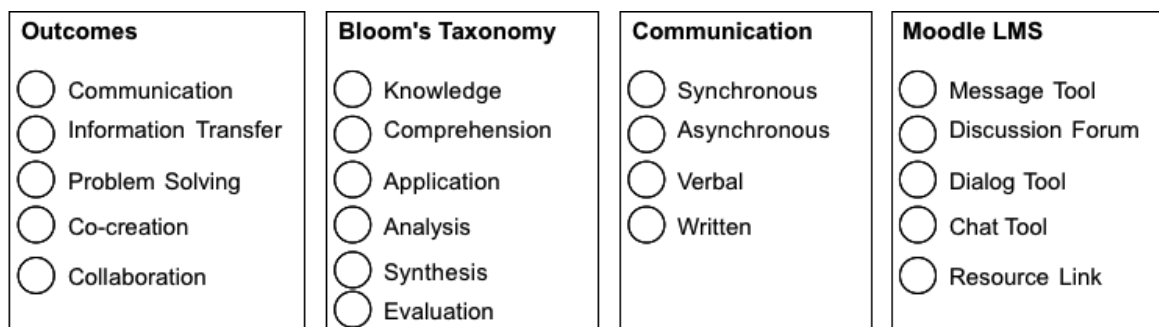 Outcomes
Communication
Information Transfer
Problem Solving
Co-creation
Collaboration
Bloom's Taxonomy
Knowledge
Comprehension
Application
Analysis
Synthesis
Evaluation
Communication
Synchronous
Asynchronous
Verbal
Written
Moodle LMS
Message Tool
Discussion Forum
Dialog Tool
Chat Tool
Resource Link